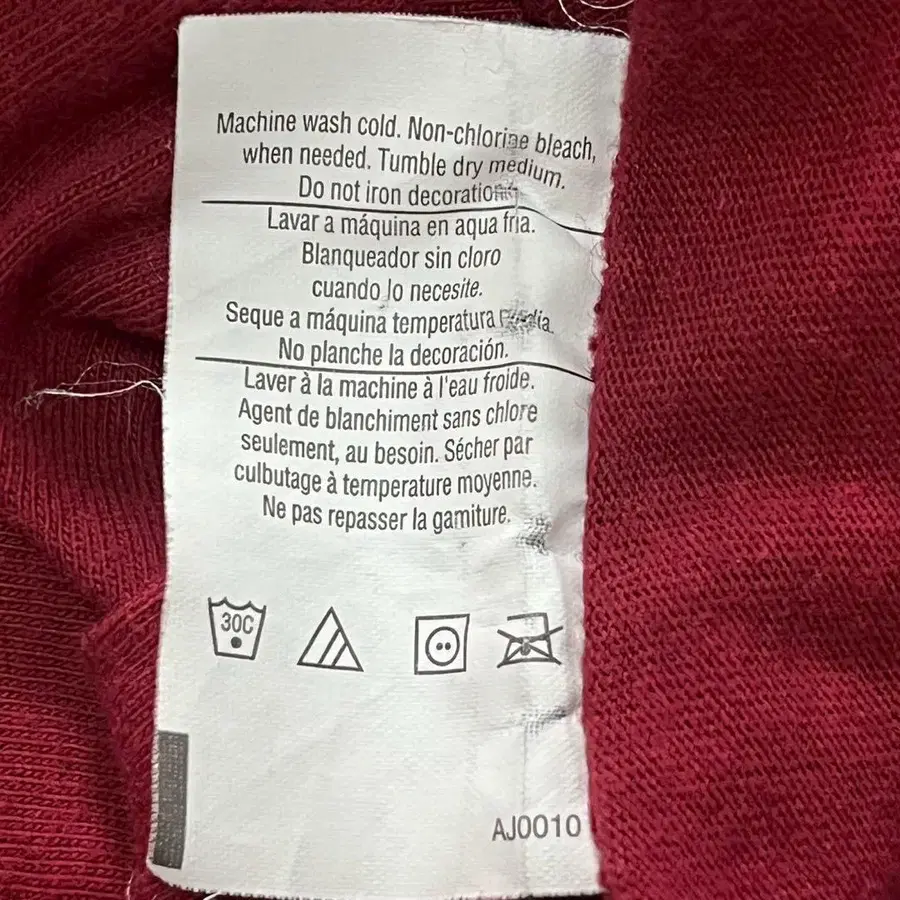 Machine wash cold. Non-chlorine bleach,
when needed. Tumble dry medium.
Do not iron decoration
Lavar a máquina en aqua fria.
Blanqueador sin cloro
cuando lo necesite.
Seque a máquina temperatura
No planche la decoración.
Laver à la machine à l'eau froide.
Agent de blanchiment sans chlore
seulement, au besoin. Sécher par
culbutage à temperature moyenne.
Ne pas repasser la gamiture.
30C
AJ0010